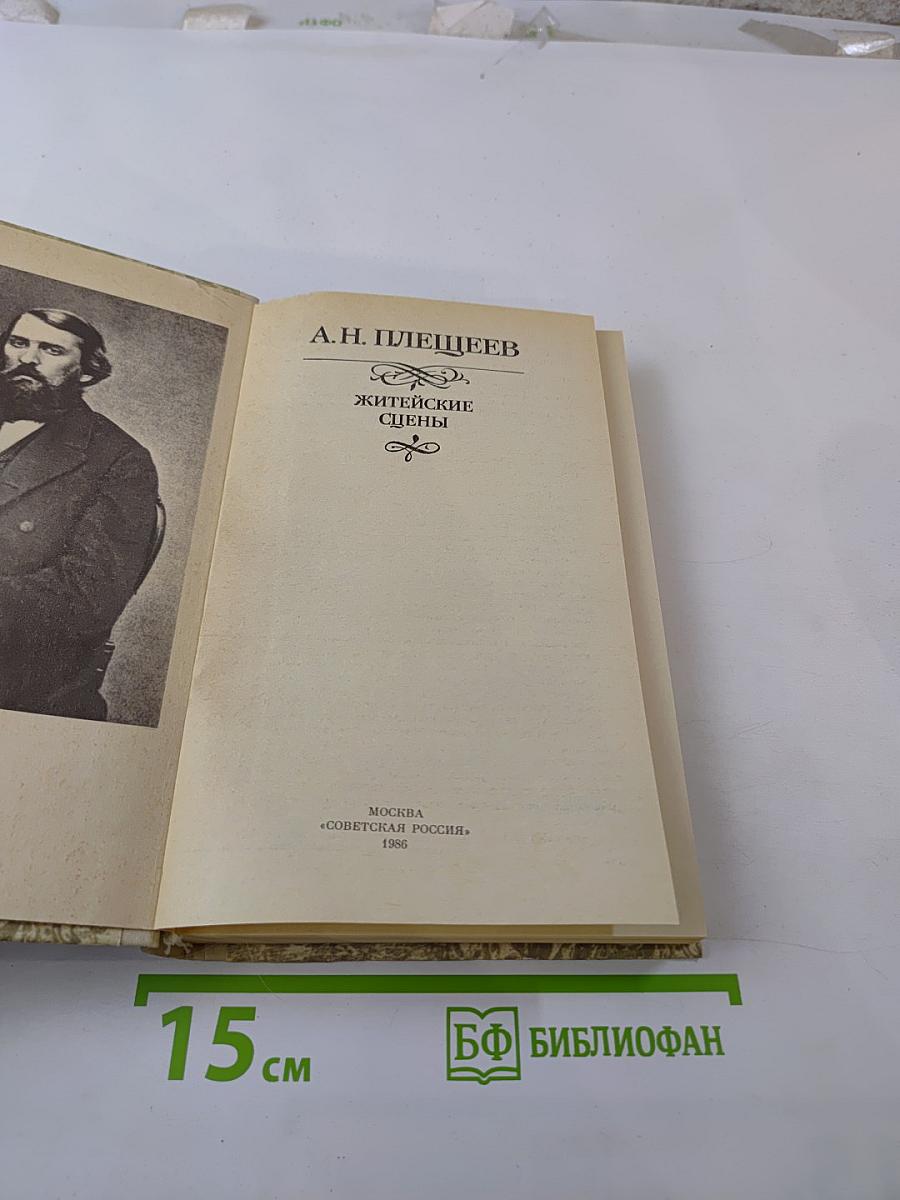 А. Н. ПЛЕЩЕЕВ
ЖИТЕЙСКИЕ
СЦЕНЫ
МОСКВА
«СОВЕТСКАЯ РОССИЯ»
1986
15 см
БФ БИБЛИОФАН